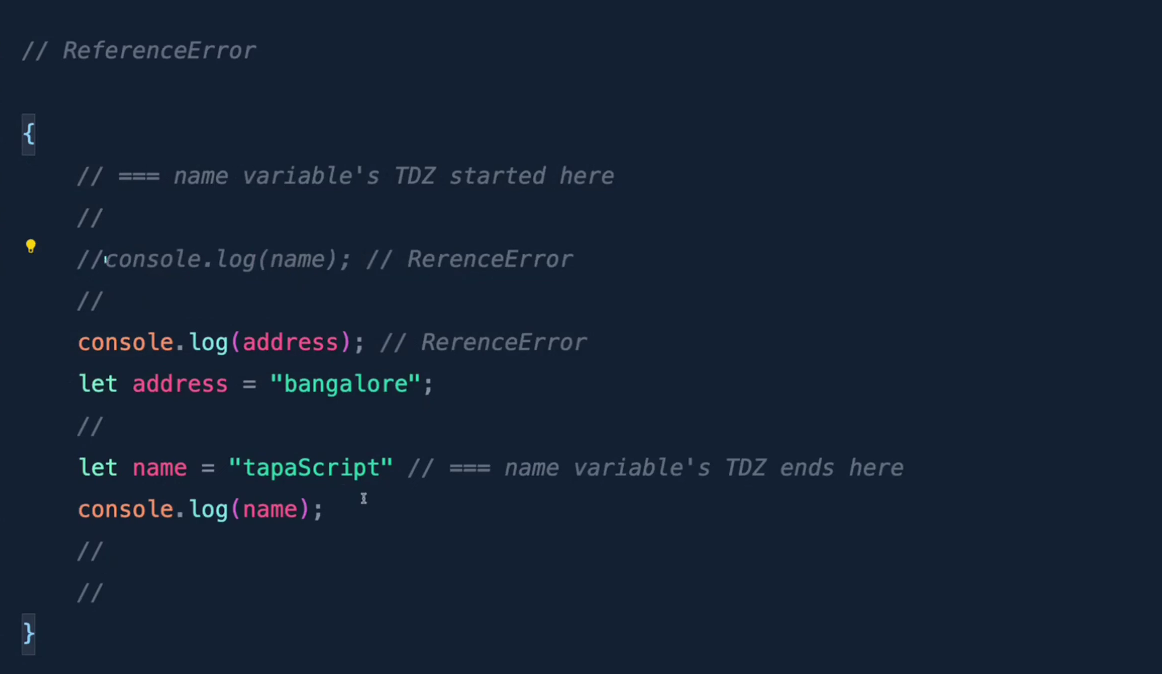 // ReferenceError
{
// === name variable's TDZ started here
//
//console.log(name); // RerenceError
//
console.log(address); // RerenceError
let address = "bangalore";
//
let name = "tapaScript" // === name variable's TDZ ends here
console.log(name);
//
//
}